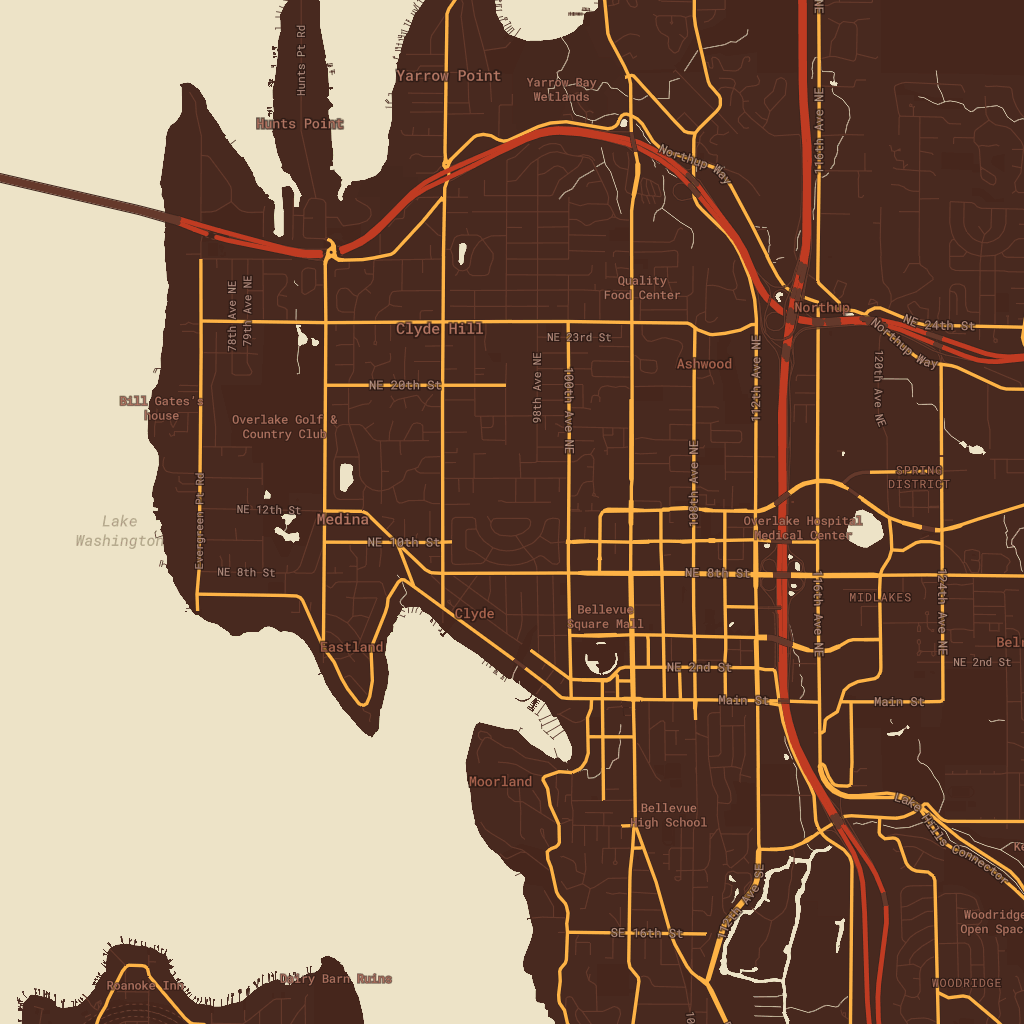 Hunts Pt Rd
Yarrow Point
Yarrow Bay
Wetlands
116th Ave NE
NE
Hunts Point
Northup Way
78th Ave NE
79th Ave NE
Quality
Food Center
Northup
NE 24th St
Clyde Hill
NE 23rd St
Northup Way
Ashwood
112th Ave NE
120th Ave NE
98th Ave NE
100th Ave NE
NE 20th St
Bill Gates's
house
Overlake Golf &
Country Club
108th Ave NE
SPRING
DISTRICT
Evergreen Pt Rd
NE 12th St
Medina
Lake
Washington
Overlake Hospital
Medical Center
NE 10th St
NE 8th St
NE 8th St
116th Ave NE
124th Ave NE
MIDLAKES
Clyde
Bellevue
Square Mall
Eastland
NE 2nd St
NE 2nd St
Main St
Main St
Moorland
Bellevue
High School
Lake Hills Connector
112th Ave SE
Woodridge
SE 16th St
Roanoke Inn
Dairy Barn Ruins
WOODRIDGE